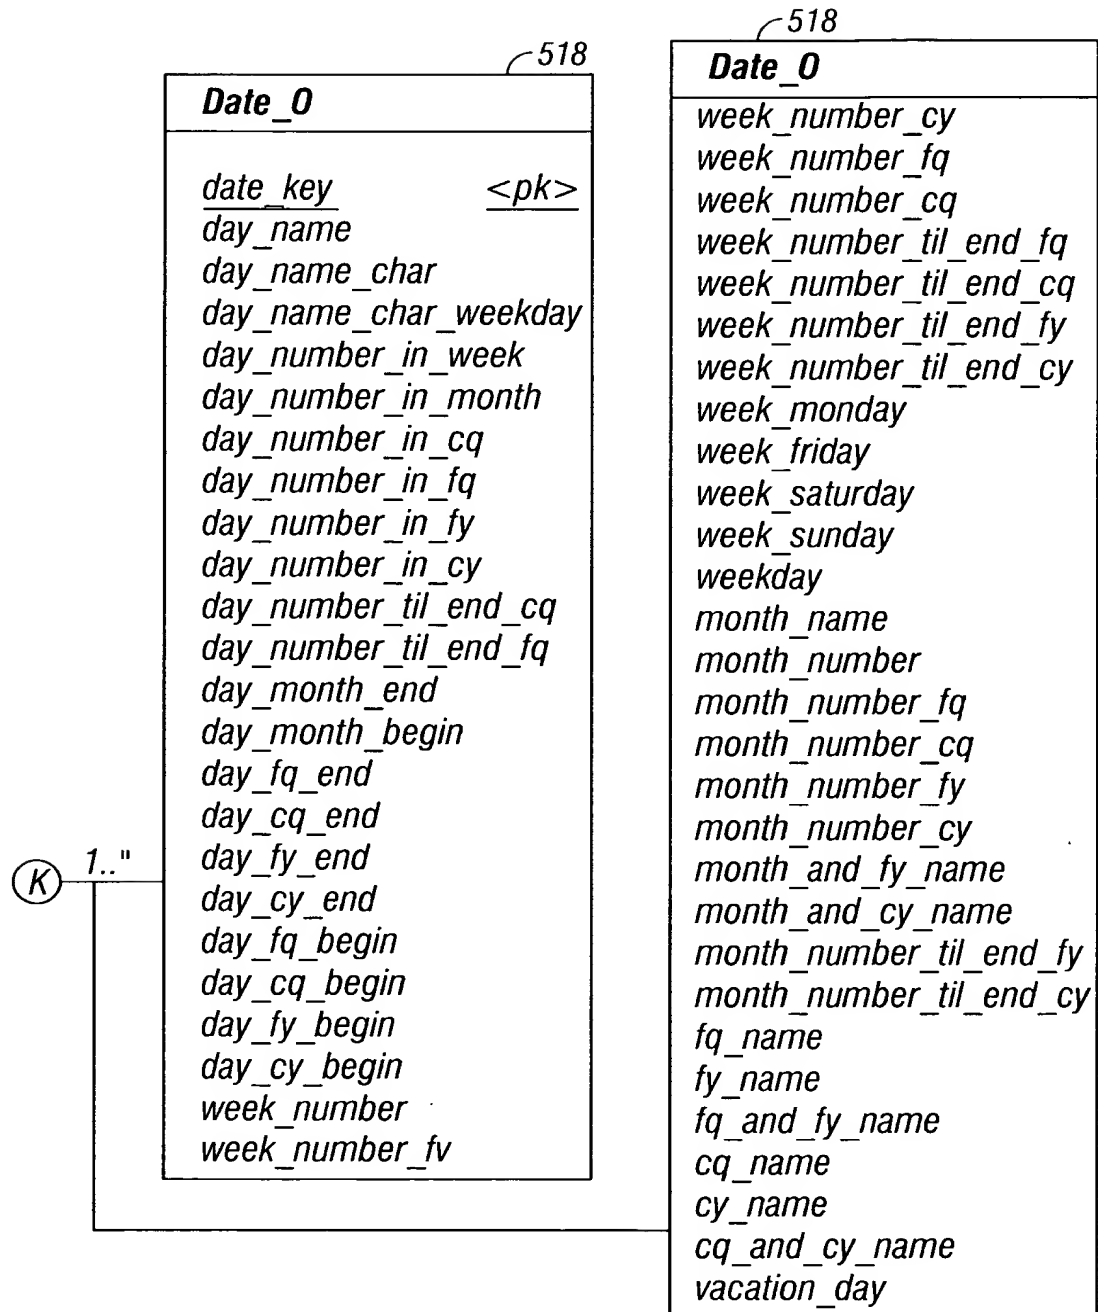 518
Date_O
date_key <pk>
day_name
day_name_char
day_name_char_weekday
day_number_in_week
day_number_in_month
day_number_in_cq
day_number_in_fq
day_number_in_fy
day_number_in_cy
day_number_til_end_cq
day_number_til_end_fq
day_month_end
day_month_begin
day_fq_end
day_cq_end
day_fy_end
day_cy_end
day_fq_begin
day_cq_begin
day_fy_begin
day_cy_begin
week_number
week_number_fv
K 1.."
518
Date_O
week_number_cy
week_number_fq
week_number_cq
week_number_til_end_fq
week_number_til_end_cq
week_number_til_end_fy
week_number_til_end_cy
week_monday
week_friday
week_saturday
week_sunday
weekday
month_name
month_number
month_number_fq
month_number_cq
month_number_fy
month_number_cy
month_and_fy_name
month_and_cy_name
month_number_til_end_fy
month_number_til_end_cy
fq_name
fy_name
fq_and_fy_name
cq_name
cy_name
cq_and_cy_name
vacation_day